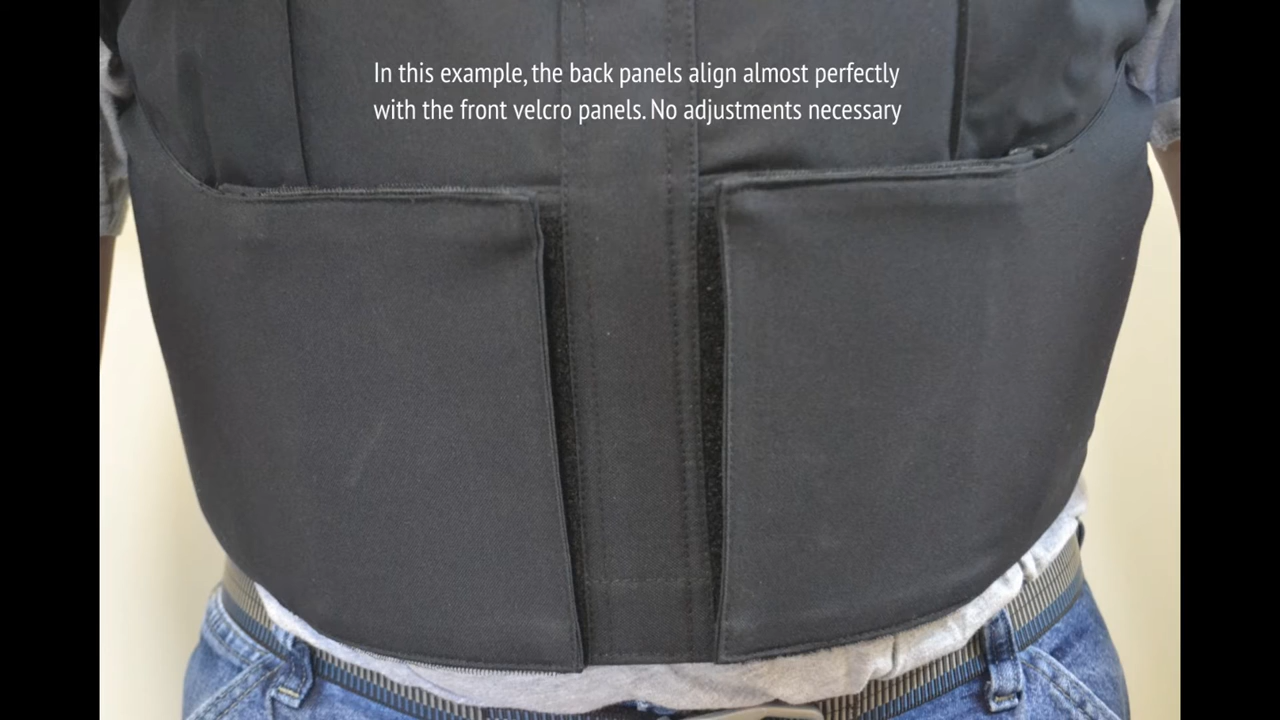 In this example, the back panels align almost perfectly
with the front velcro panels. No adjustments necessary